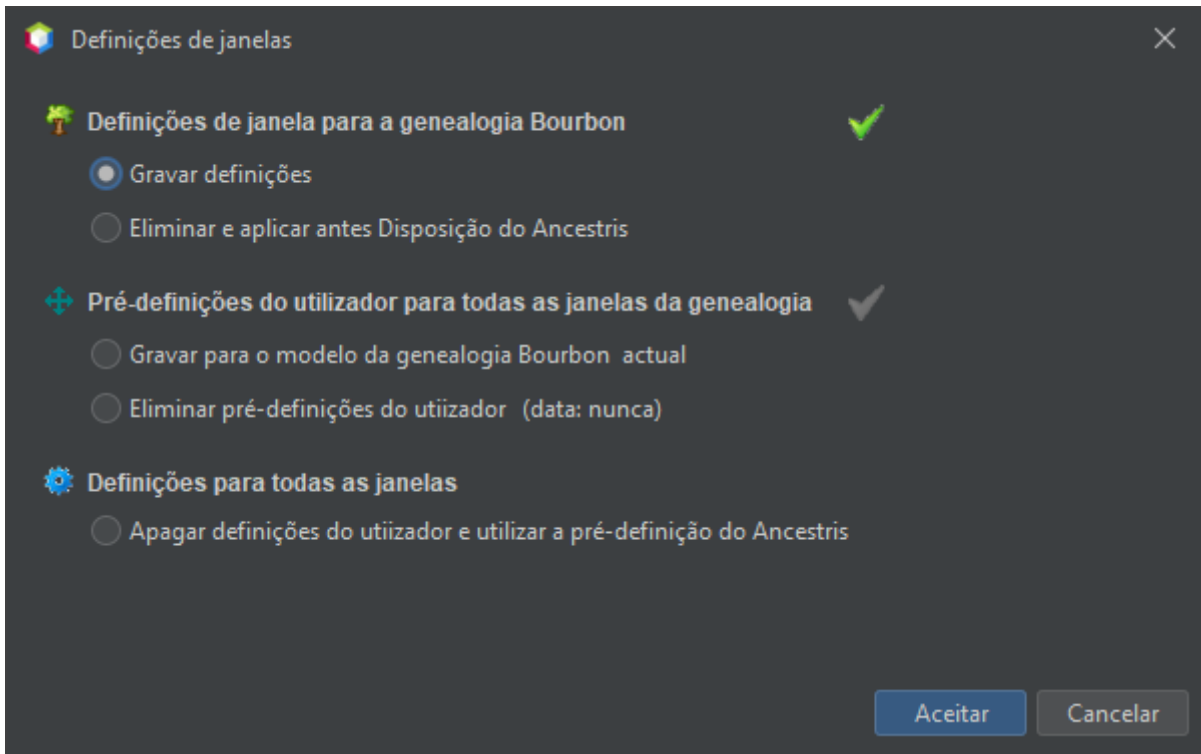 Definições de janelas
Definições de janela para a genealogia Bourbon
Gravar definições
Eliminar e aplicar antes Disposição do Ancestris
Pré-definições do utilizador para todas as janelas da genealogia
Gravar para o modelo da genealogia Bourbon  actual
Eliminar pré-definições do utiizador  (data: nunca)
Definições para todas as janelas
Apagar definições do utiizador e utilizar a pré-definição do Ancestris
Aceitar
Cancelar